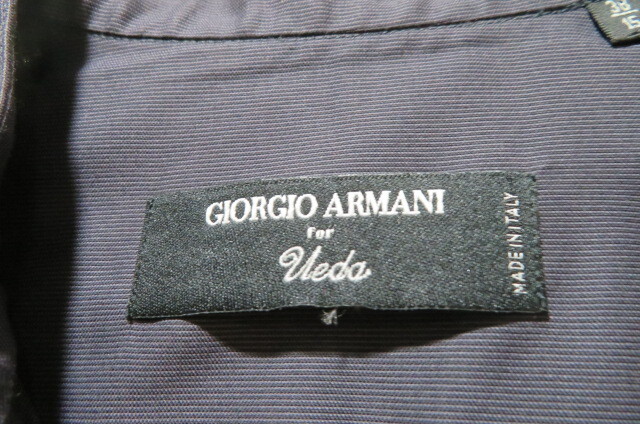 GIORGIO ARMANI
for
Ueda
MADE IN ITALY